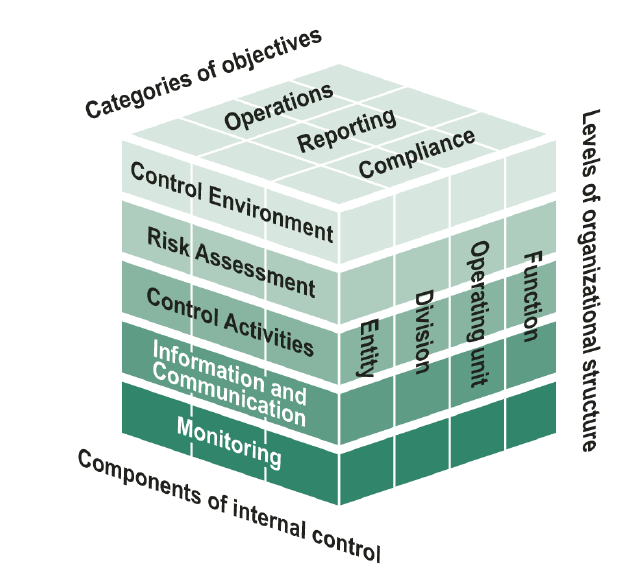 Categories of objectives
Operations
Reporting
Compliance
Control Environment
Risk Assessment
Control Activities
Information and
Communication
Monitoring
Components of internal control
Entity
Division
Operating unit
Function
Levels of organizational structure